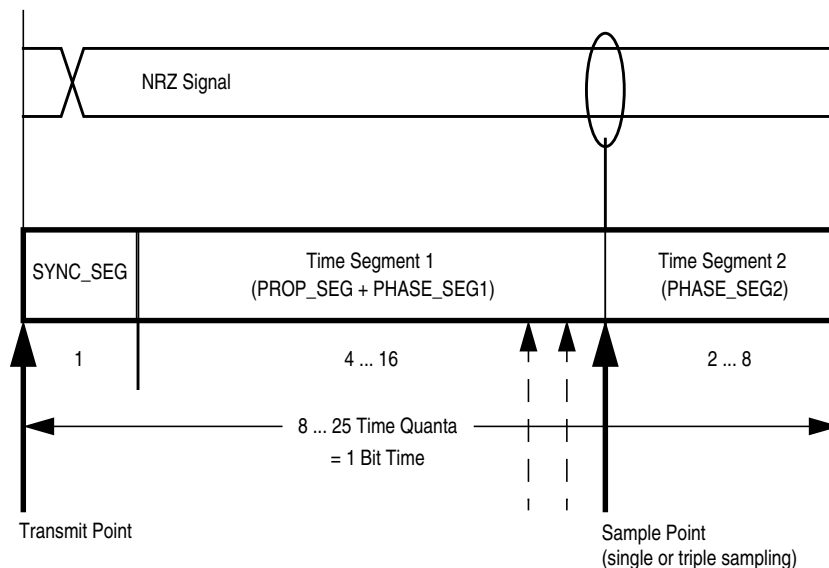 NRZ Signal
SYNC_SEG
Time Segment 1
(PROP_SEG + PHASE_SEG1)
Time Segment 2
(PHASE_SEG2)
1
4 ... 16
2 ... 8
8 ... 25 Time Quanta
= 1 Bit Time
Transmit Point
Sample Point
(single or triple sampling)